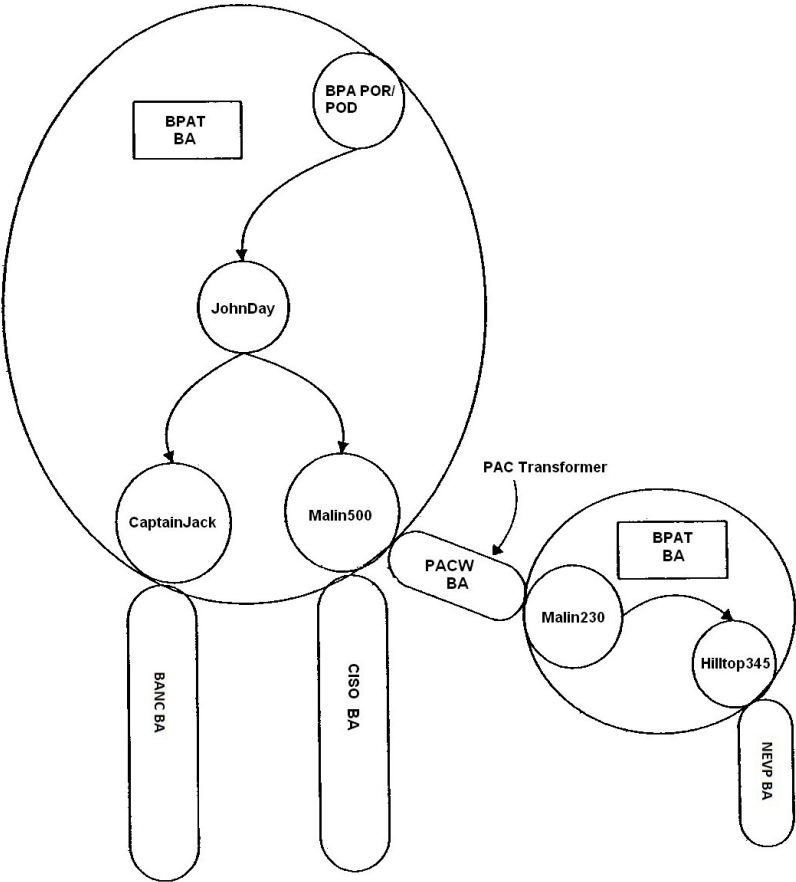 BPA POR/
POD
BPAT
BA
JohnDay
PAC Transformer
CaptainJack
Malin500
BPAT
BA
PACW
BA
Malin230
Hilltop345
BANC BA
CISO BA
NEVP BA